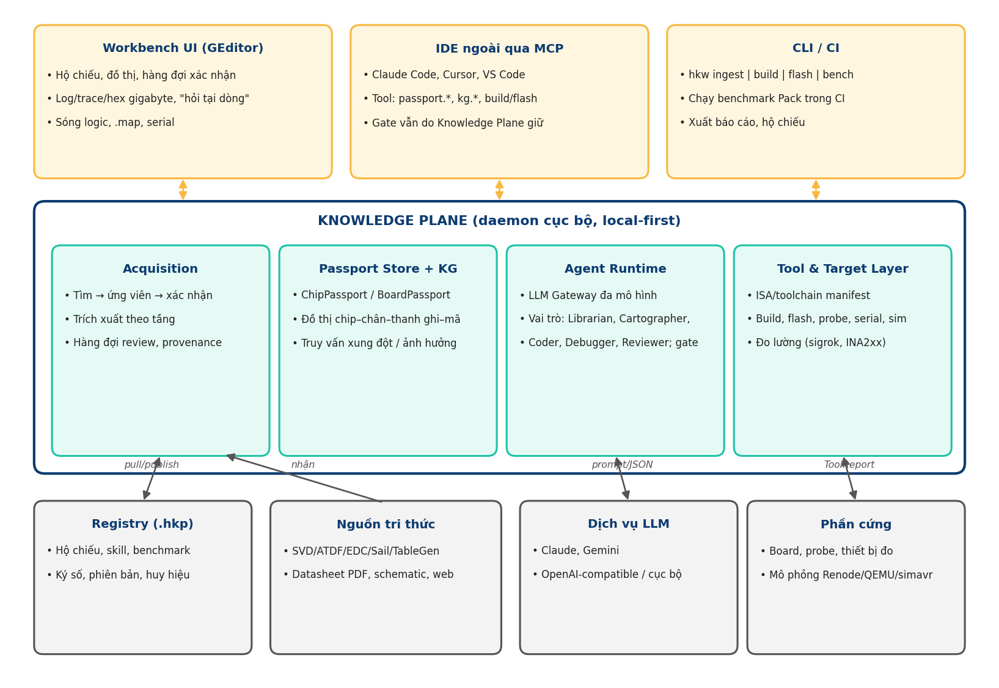 Workbench UI (GEditor)
• Hộ chiếu, đồ thị, hàng đợi xác nhận
• Log/trace/hex gigabyte, "hỏi tại dòng"
• Sóng logic, .map, serial
IDE ngoài qua MCP
• Claude Code, Cursor, VS Code
• Tool: passport.*, kg.*, build/flash
• Gate vẫn do Knowledge Plane giữ
CLI / CI
• hkw ingest | build | flash | bench
• Chạy benchmark Pack trong CI
• Xuất báo cáo, hộ chiếu
KNOWLEDGE PLANE (daemon cục bộ, local-first)
Acquisition
• Tìm → ứng viên → xác nhận
• Trích xuất theo tầng
• Hàng đợi review, provenance
Passport Store + KG
• ChipPassport / BoardPassport
• Đồ thị chip–chân–thanh ghi–mã
• Truy vấn xung đột / ảnh hưởng
Agent Runtime
• LLM Gateway đa mô hình
• Vai trò: Librarian, Cartographer,
• Coder, Debugger, Reviewer; gate
Tool & Target Layer
• ISA/toolchain manifest
• Build, flash, probe, serial, sim
• Đo lường (sigrok, INA2xx)
pull/publish
nhận
prompt/JSON
ToolReport
Registry (.hkp)
• Hộ chiếu, skill, benchmark
• Ký số, phiên bản, huy hiệu
Nguồn tri thức
• SVD/ATDF/EDC/Sail/TableGen
• Datasheet PDF, schematic, web
Dịch vụ LLM
• Claude, Gemini
• OpenAI-compatible / cục bộ
Phần cứng
• Board, probe, thiết bị đo
• Mô phỏng Renode/QEMU/simavr